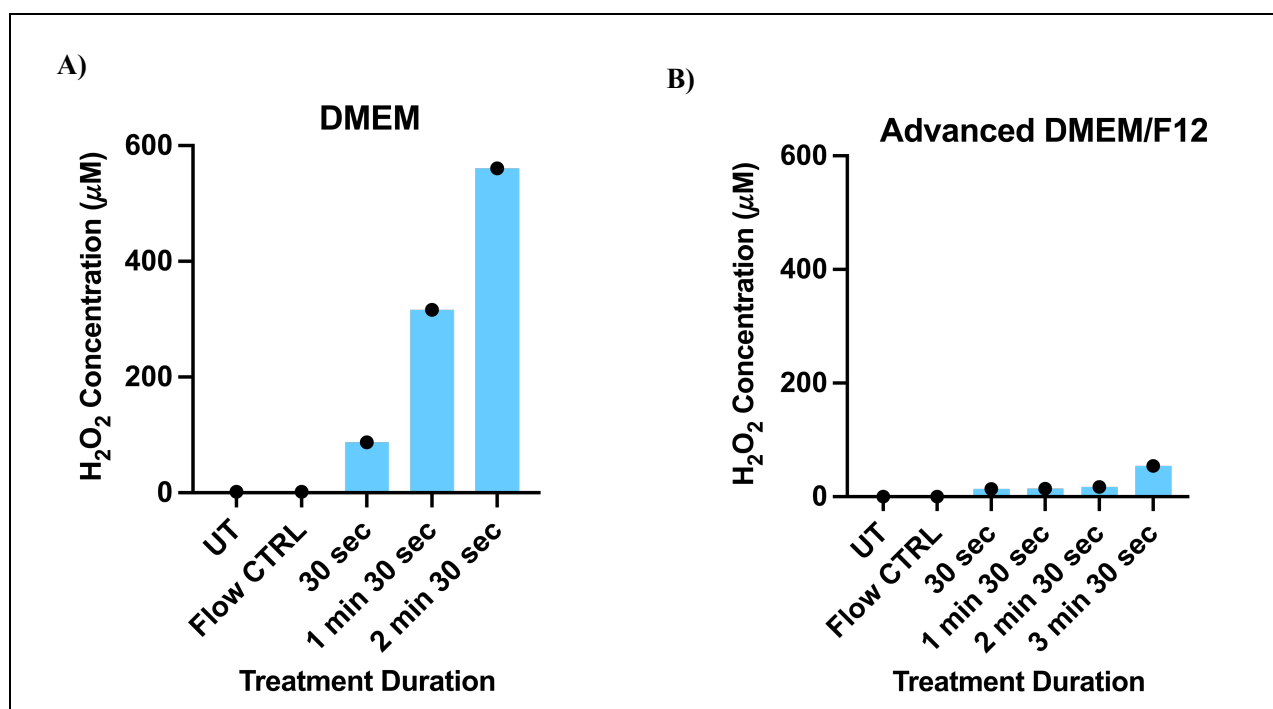 A)
DMEM
H₂O₂ Concentration (μM)
600
400
200
0
UT
Flow CTRL
30 sec
1 min 30 sec
2 min 30 sec
Treatment Duration
B)
Advanced DMEM/F12
H₂O₂ Concentration (μM)
600
400
200
0
UT
Flow CTRL
30 sec
1 min 30 sec
2 min 30 sec
3 min 30 sec
Treatment Duration